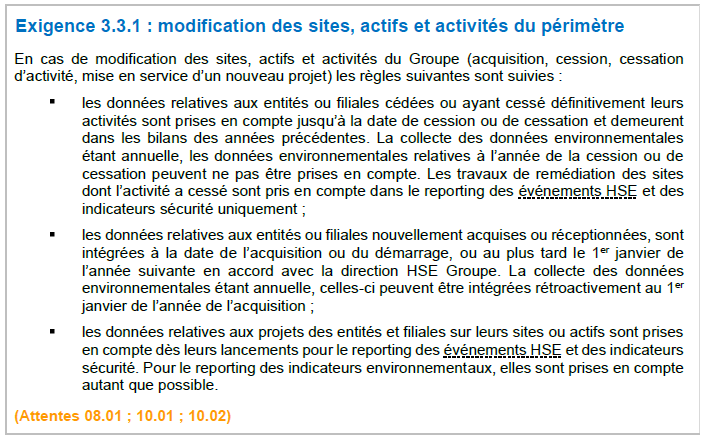 Exigence 3.3.1 : modification des sites, actifs et activités du périmètre
En cas de modification des sites, actifs et activités du Groupe (acquisition, cession, cessation
d’activité, mise en service d’un nouveau projet) les règles suivantes sont suivies :
▪ les données relatives aux entités ou filiales cédées ou ayant cessé définitivement leurs
activités sont prises en compte jusqu’à la date de cession ou de cessation et demeurent
dans les bilans des années précédentes. La collecte des données environnementales
étant annuelle, les données environnementales relatives à l’année de la cession ou de
cessation peuvent ne pas être prises en compte. Les travaux de remédiation des sites
dont l’activité a cessé sont pris en compte dans le reporting des événements HSE et des
indicateurs sécurité uniquement ;
▪ les données relatives aux entités ou filiales nouvellement acquises ou réceptionnées, sont
intégrées à la date de l’acquisition ou du démarrage, ou au plus tard le 1er janvier de
l’année suivante en accord avec la direction HSE Groupe. La collecte des données
environnementales étant annuelle, celles-ci peuvent être intégrées rétroactivement au 1er
janvier de l’année de l’acquisition ;
▪ les données relatives aux projets des entités et filiales sur leurs sites ou actifs sont prises
en compte dès leurs lancements pour le reporting des événements HSE et des indicateurs
sécurité. Pour le reporting des indicateurs environnementaux, elles sont prises en compte
autant que possible.
(Attentes 08.01 ; 10.01 ; 10.02)